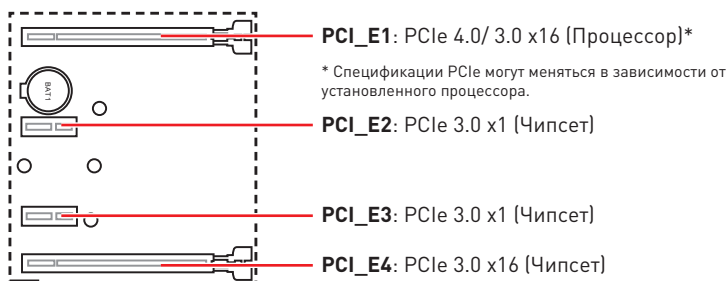 PCI_E1: PCIe 4.0/ 3.0 x16 (Процессор)*
* Спецификации PCIe могут меняться в зависимости от
установленного процессора.
BAT1
PCI_E2: PCIe 3.0 x1 (Чипсет)
PCI_E3: PCIe 3.0 x1 (Чипсет)
PCI_E4: PCIe 3.0 x16 (Чипсет)